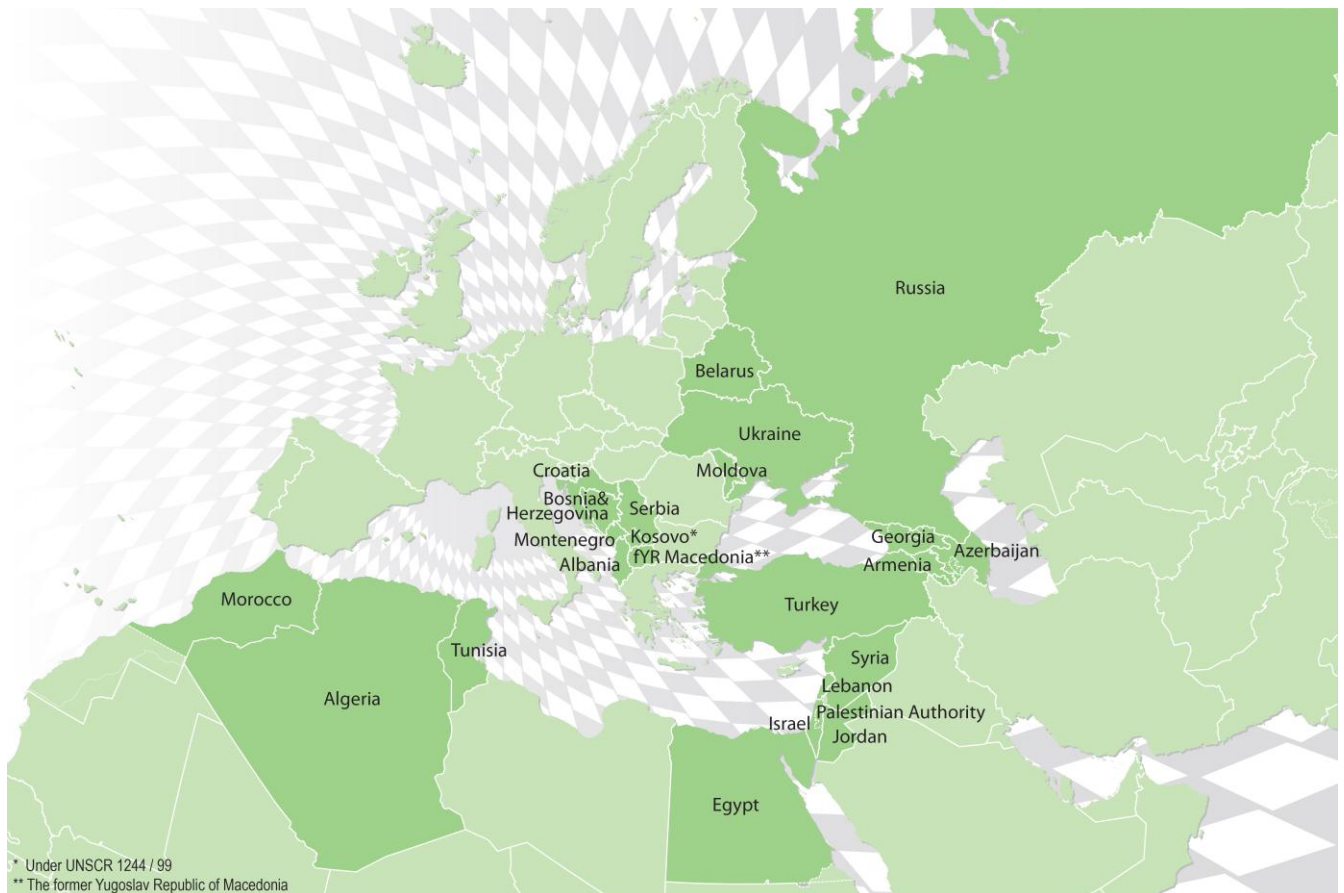 Russia
Belarus
Ukraine
Croatia
Moldova
Bosnia&
Herzegovina
Serbia
Montenegro
Kosovo*
Georgia
Azerbaijan
Albania
fYR Macedonia**
Armenia
Morocco
Turkey
Tunisia
Syria
Algeria
Lebanon
Israel
Palestinian Authority
Jordan
Egypt
* Under UNSCR 1244 / 99
** The former Yugoslav Republic of Macedonia